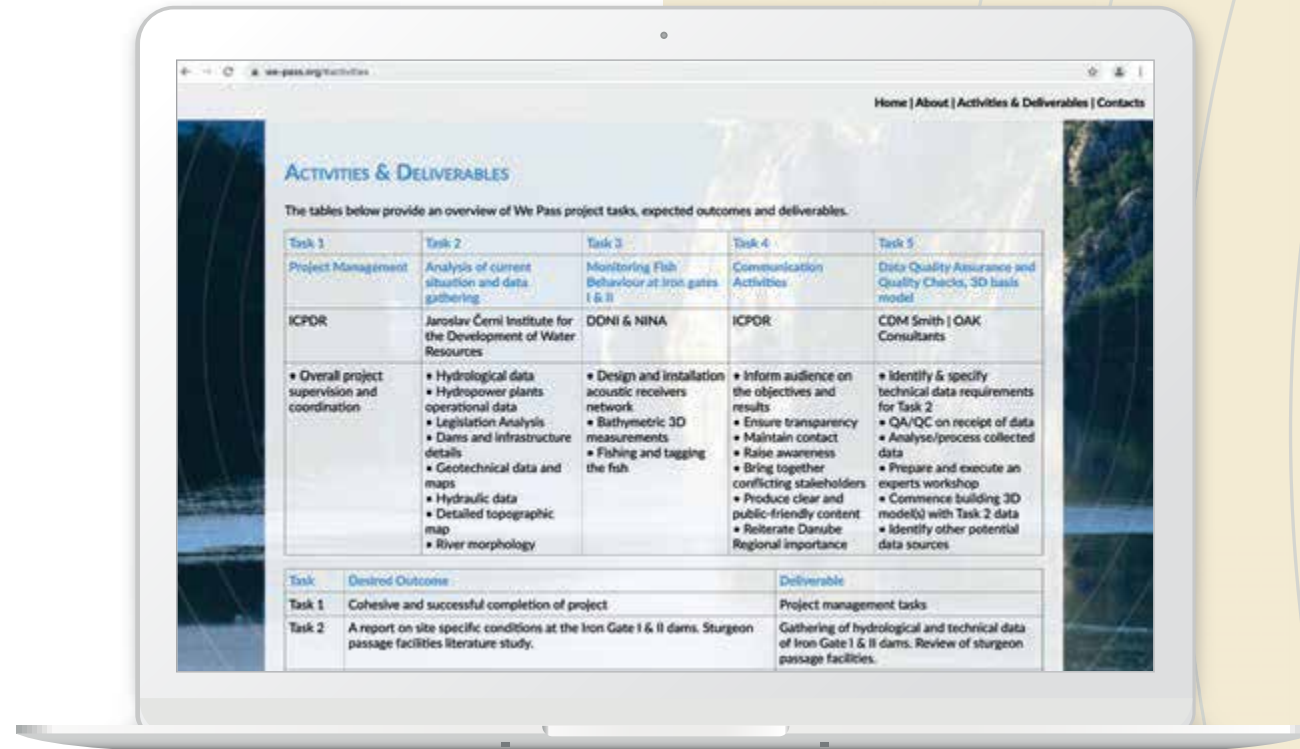 we-pass.org/#activities
Home | About | Activities & Deliverables | Contacts
Activities & Deliverables
The tables below provide an overview of We Pass project tasks, expected outcomes and deliverables.
Task 1
Task 2
Task 3
Task 4
Task 5
Project Management
Analysis of current
situation and data
gathering
Monitoring Fish
Behaviour at Iron gates
I & II
Communication
Activities
Data Quality Assurance and
Quality Checks, 3D basis
model
ICPDR
Jaroslav Černi Institute for
the Development of Water
Resources
DDNI & NINA
ICPDR
CDM Smith | OAK
Consultants
• Overall project
supervision and
coordination
• Hydrological data
• Hydropower plants
operational data
• Legislation Analysis
• Dams and infrastructure
details
• Geotechnical data and
maps
• Hydraulic data
• Detailed topographic
map
• River morphology
• Design and installation
acoustic receivers
network
• Bathymetric 3D
measurements
• Fishing and tagging
the fish
• Inform audience on
the objectives and
results
• Ensure transparency
• Maintain contact
• Raise awareness
• Bring together
conflicting stakeholders
• Produce clear and
public-friendly content
• Reiterate Danube
Regional importance
• Identify & specify
technical data requirements
for Task 2
• QA/QC on receipt of data
• Analyse/process collected
data
• Prepare and execute an
experts workshop
• Commence building 3D
model(s) with Task 2 data
• Identify other potential
data sources
Task
Desired Outcome
Deliverable
Task 1
Cohesive and successful completion of project
Project management tasks
Task 2
A report on site specific conditions at the Iron Gate I & II dams. Sturgeon
passage facilities literature study.
Gathering of hydrological and technical data
of Iron Gate I & II dams. Review of sturgeon
passage facilities.